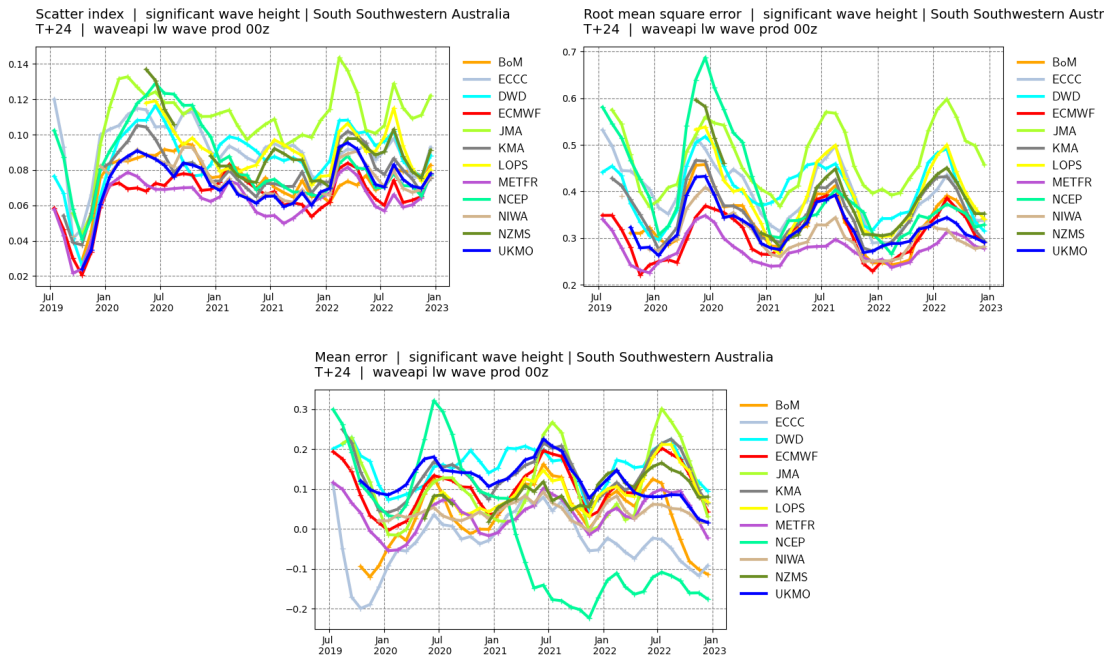 Scatter index | significant wave height | South Southwestern Australia
T+24 | waveapi lw wave prod 00z
0.14
0.12
0.10
0.08
0.06
0.04
0.02
Jul Jan Jul Jan Jul Jan Jul Jan
2019 2020 2020 2021 2021 2022 2022 2023
BoM
ECCC
DWD
ECMWF
JMA
KMA
LOPS
METFR
NCEP
NIWA
NZMS
UKMO
Root mean square error | significant wave height | South Southwestern Austr
T+24 | waveapi lw wave prod 00z
0.7
0.6
0.5
0.4
0.3
0.2
Jul Jan Jul Jan Jul Jan Jul Jan
2019 2020 2020 2021 2021 2022 2022 2023
BoM
ECCC
DWD
ECMWF
JMA
KMA
LOPS
METFR
NCEP
NIWA
NZMS
UKMO
Mean error | significant wave height | South Southwestern Australia
T+24 | waveapi lw wave prod 00z
0.3
0.2
0.1
0.0
−0.1
−0.2
Jul Jan Jul Jan Jul Jan Jul Jan
2019 2020 2020 2021 2021 2022 2022 2023
BoM
ECCC
DWD
ECMWF
JMA
KMA
LOPS
METFR
NCEP
NIWA
NZMS
UKMO